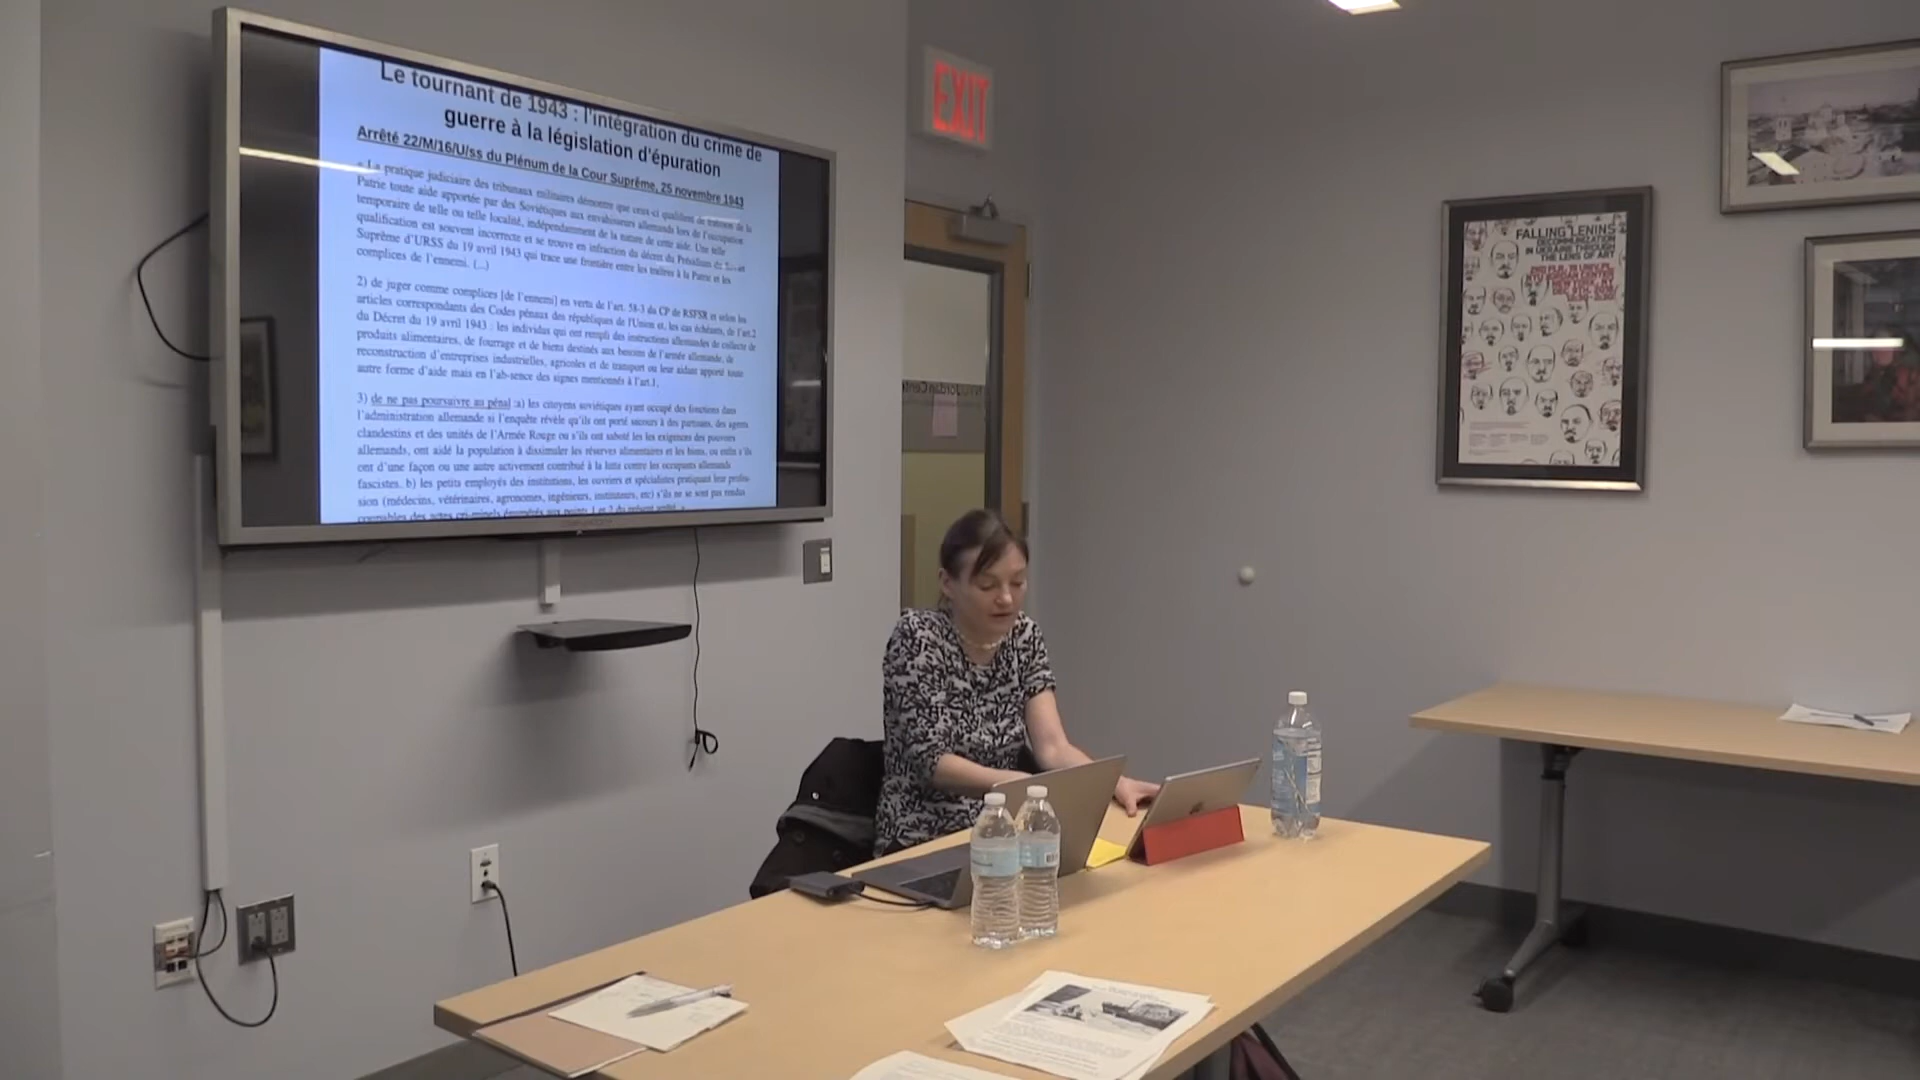 Le tournant de 1943 : l'intégration du crime de
guerre à la législation d'épuration
Arrêté 22/M/16/U/ss du Plénum de la Cour Suprême, 25 novembre 1943
« La pratique judiciaire des tribunaux militaires démontre que ceux-ci qualifient de trahison de la
Patrie toute aide apportée par des Soviétiques aux envahisseurs allemands lors de l'occupation
temporaire de telle ou telle localité, indépendamment de la nature de cette aide. Une telle
qualification est souvent incorrecte et se trouve en infraction du décret du Présidium du Soviet
Suprême d'URSS du 19 avril 1943 qui trace une frontière entre les traîtres à la Patrie et les
complices de l'ennemi. (...)
2) de juger comme complices [de l'ennemi] en vertu de l'art. 58-3 du CP de RSFSR et selon les
articles correspondants des Codes pénaux des républiques de l'Union et, les cas échéants, de l'art.2
du Décret du 19 avril 1943 : les individus qui ont rempli des instructions allemandes de collecte de
produits alimentaires, de fourrage et de biens destinés aux besoins de l'armée allemande, de
reconstruction d'entreprises industrielles, agricoles et de transport ou leur aidant apporté toute
autre forme d'aide mais en l'ab-sence des signes mentionnés à l'art.1,
3) de ne pas poursuivre au pénal :a) les citoyens soviétiques ayant occupé des fonctions dans
l'administration allemande si l'enquête révèle qu'ils ont porté secours à des partisans, des agents
clandestins et des unités de l'Armée Rouge ou s'ils ont saboté les les exigences des pouvoirs
allemands, ont aidé la population à dissimuler les réserves alimentaires et les biens, ou enfin s'ils
ont d'une façon ou une autre activement contribué à la lutte contre les occupants allemands
fascistes. b) les petits employés des institutions, les ouvriers et spécialistes pratiquant leur profes-
sion (médecins, vétérinaires, agronomes, ingénieurs, instituteurs, etc) s'ils ne se sont pas rendus
coupables des actes cri-minels énumérés aux points 1 et 2 du présent arrêté. »
EXIT
FALLING LENINS
DECOMMUNIZATION
IN UKRAINE THROUGH
THE LENS OF ART